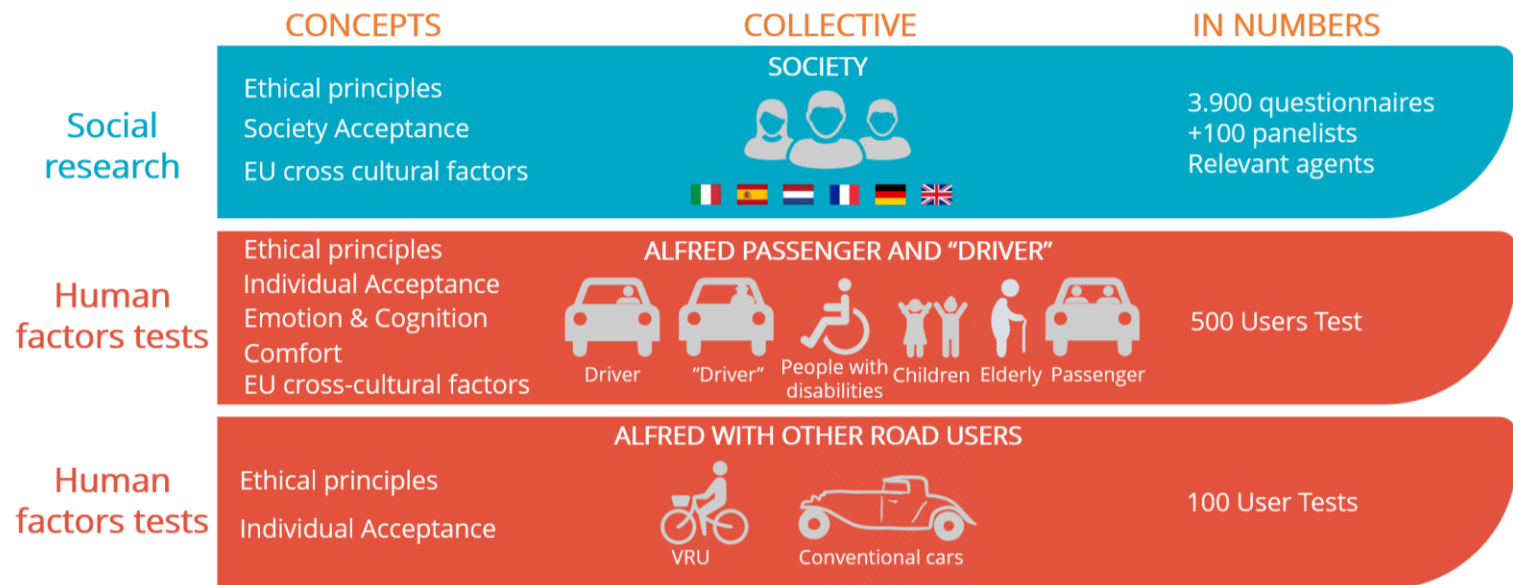 CONCEPTS
COLLECTIVE
IN NUMBERS
Social
research
Ethical principles
Society Acceptance
EU cross cultural factors
SOCIETY
3.900 questionnaires
+100 panelists
Relevant agents
Human
factors tests
Ethical principles
Individual Acceptance
Emotion & Cognition
Comfort
EU cross-cultural factors
ALFRED PASSENGER AND “DRIVER”
Driver
“Driver”
People with
disabilities
Children
Elderly
Passenger
500 Users Test
Human
factors tests
Ethical principles
Individual Acceptance
ALFRED WITH OTHER ROAD USERS
VRU
Conventional cars
100 User Tests